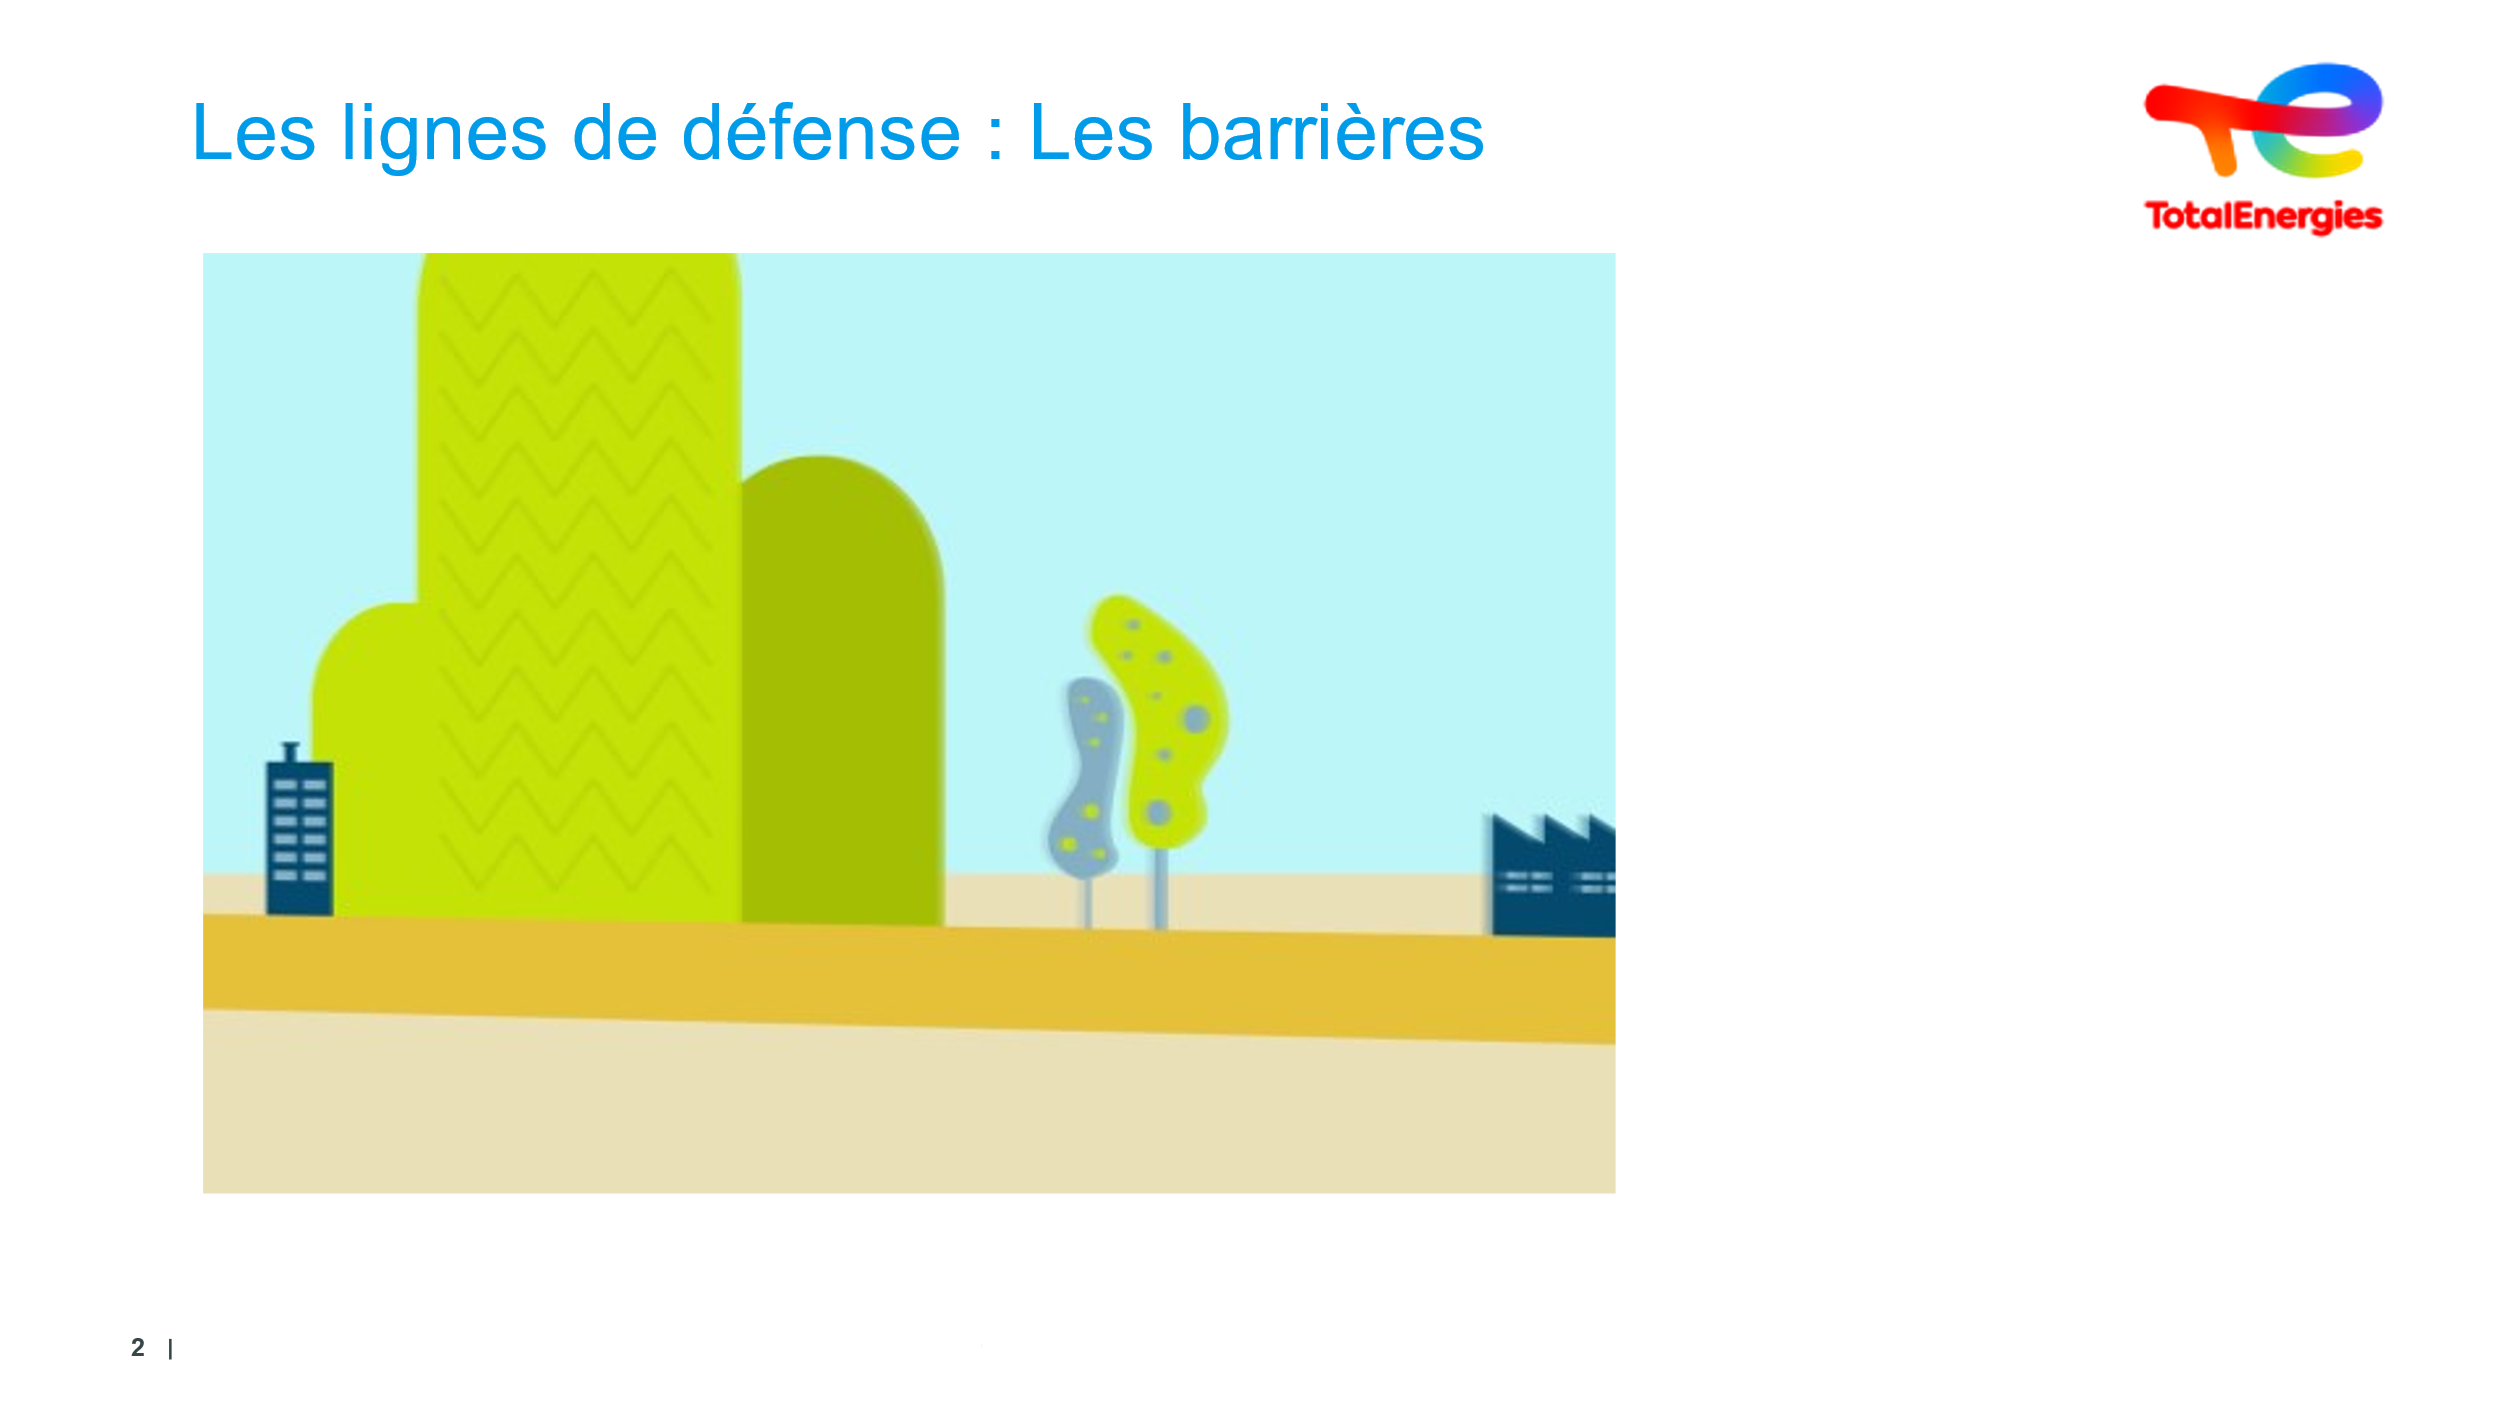 Les lignes de défense : Les barrières
TotalEnergies
2 |